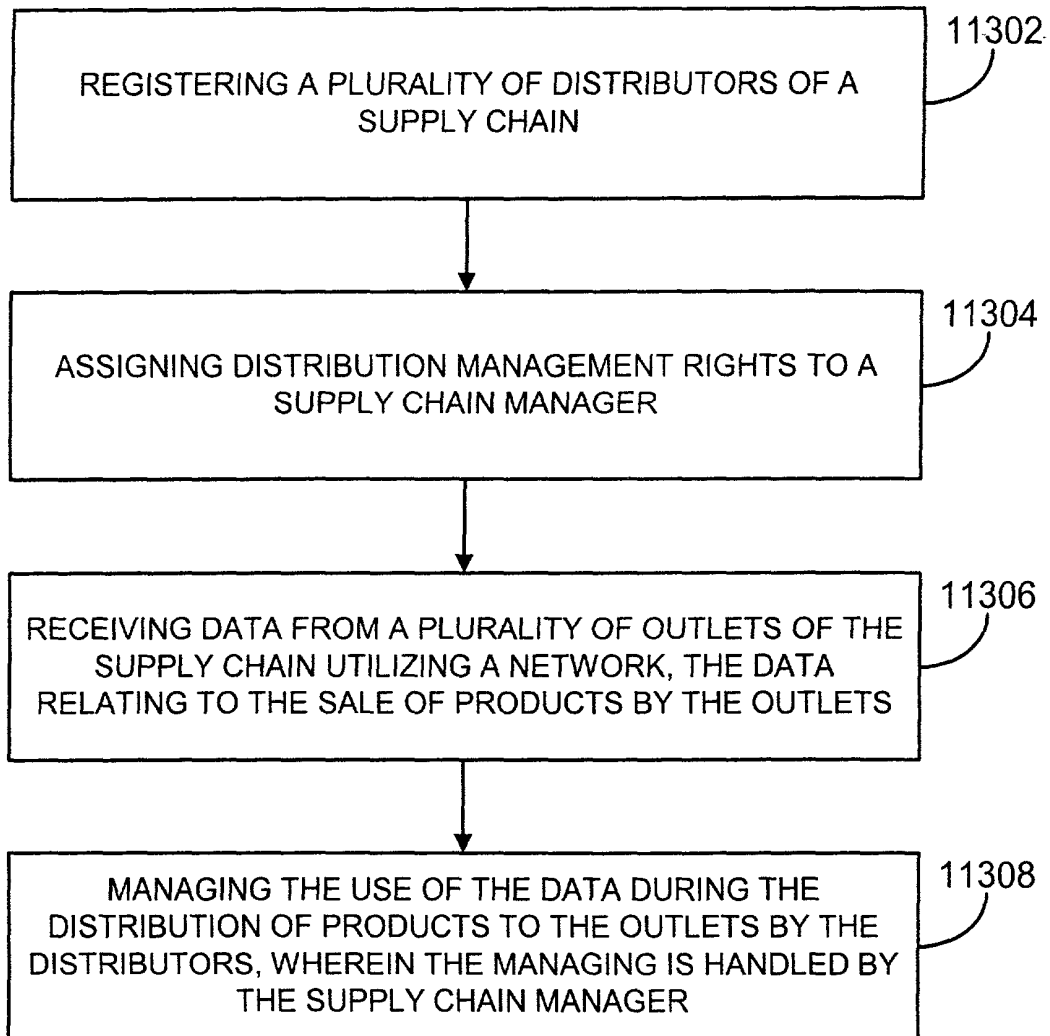 11302
REGISTERING A PLURALITY OF DISTRIBUTORS OF A
SUPPLY CHAIN
11304
ASSIGNING DISTRIBUTION MANAGEMENT RIGHTS TO A
SUPPLY CHAIN MANAGER
11306
RECEIVING DATA FROM A PLURALITY OF OUTLETS OF THE
SUPPLY CHAIN UTILIZING A NETWORK, THE DATA
RELATING TO THE SALE OF PRODUCTS BY THE OUTLETS
11308
MANAGING THE USE OF THE DATA DURING THE
DISTRIBUTION OF PRODUCTS TO THE OUTLETS BY THE
DISTRIBUTORS, WHEREIN THE MANAGING IS HANDLED BY
THE SUPPLY CHAIN MANAGER